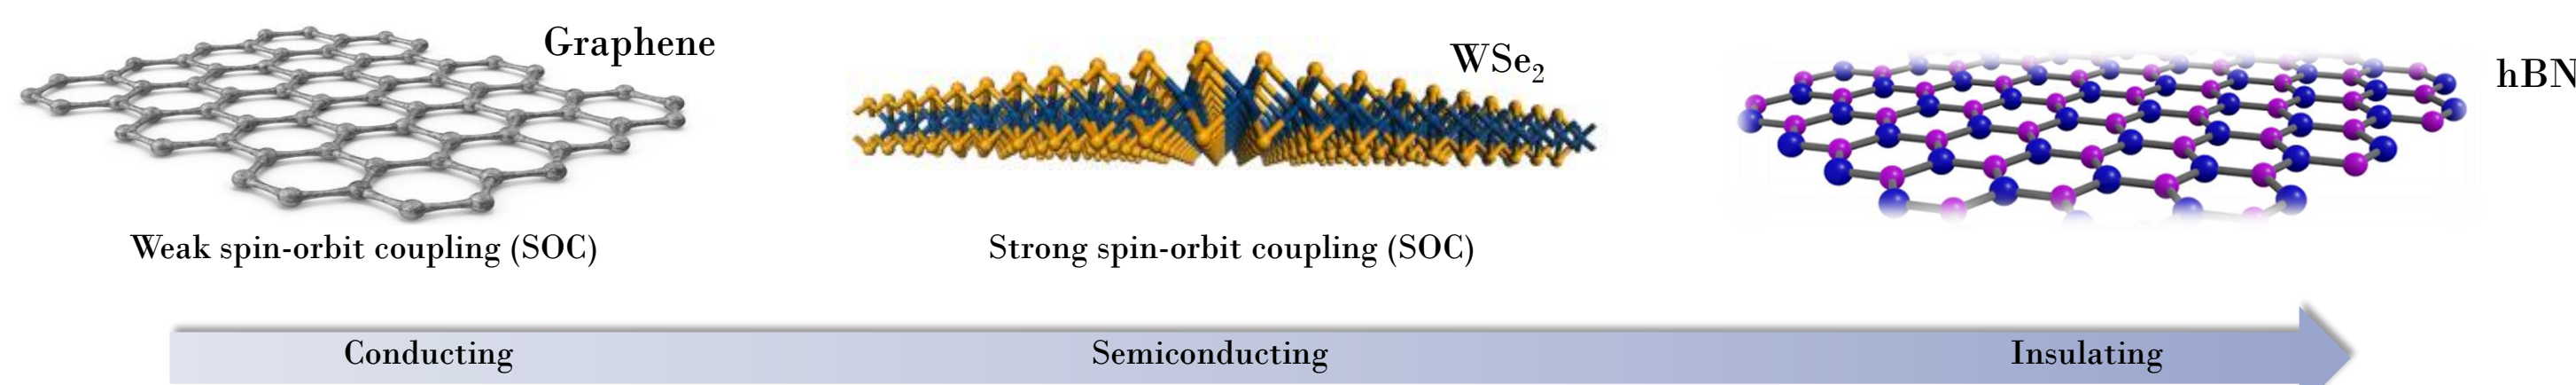 Graphene
WSe₂
hBN
Weak spin-orbit coupling (SOC)
Strong spin-orbit coupling (SOC)
Conducting
Semiconducting
Insulating